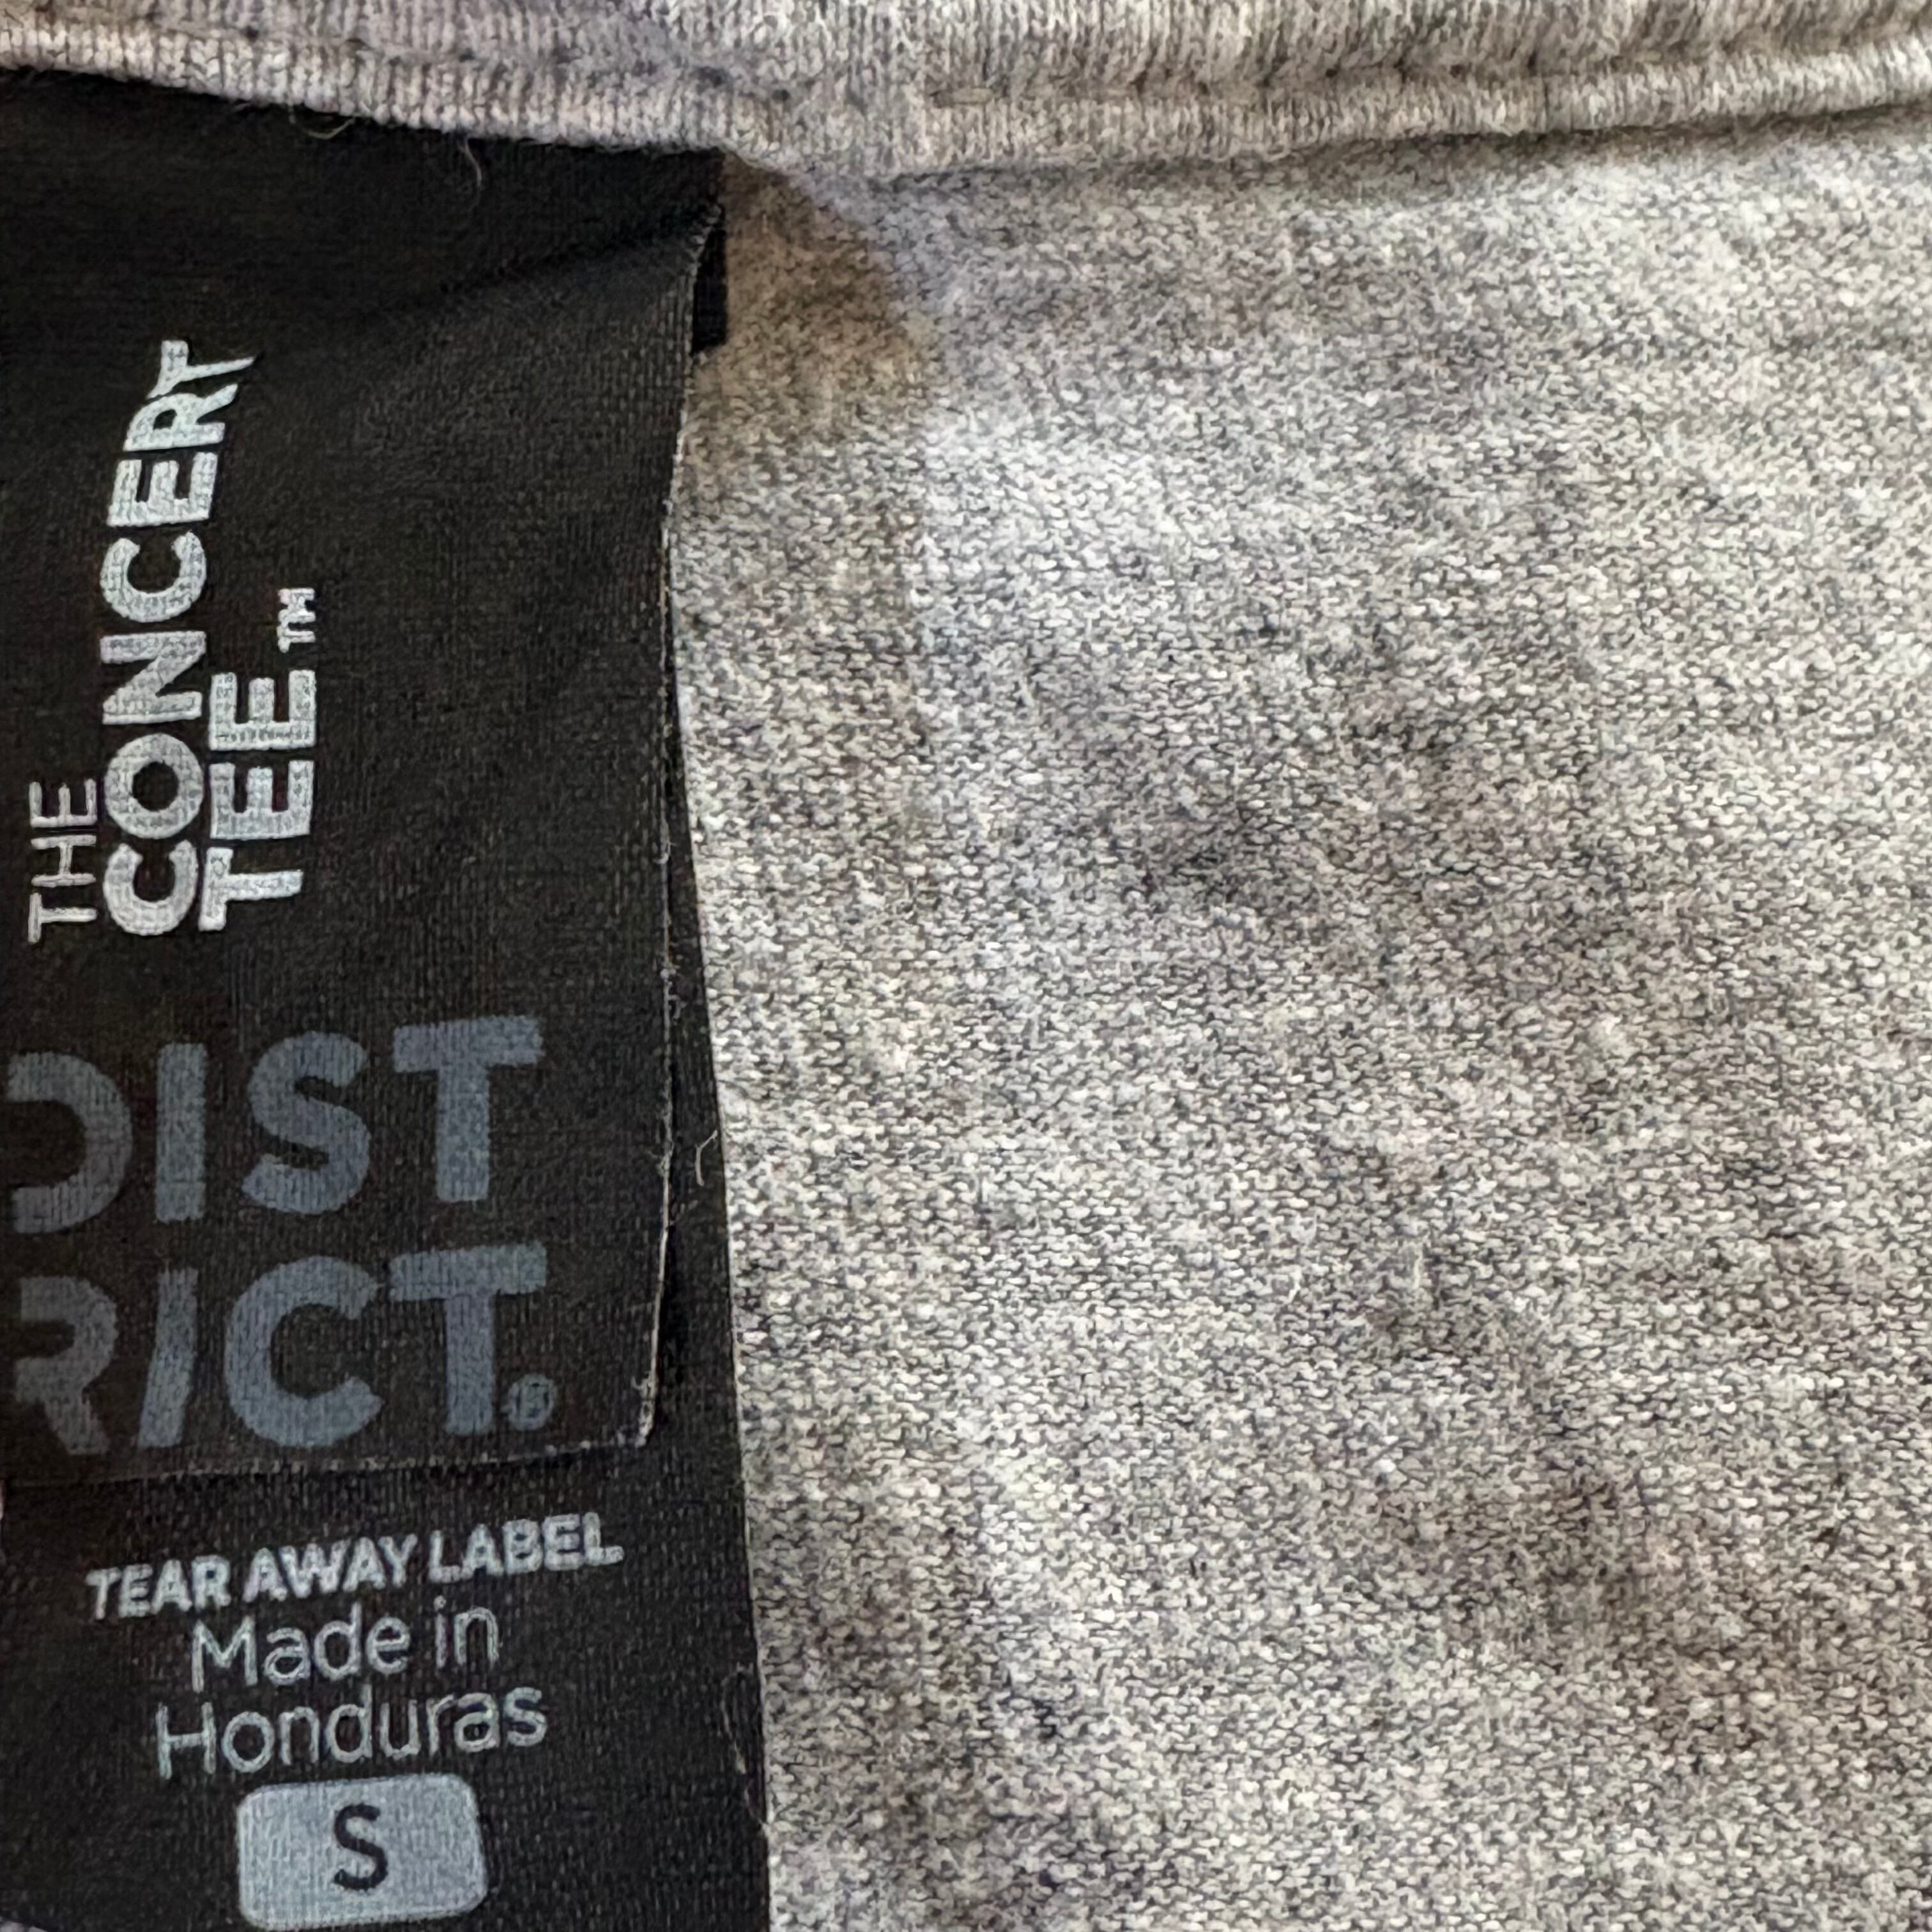 THE
CONCERT
TEE™
DIST
RICT®
TEAR AWAY LABEL
Made in
Honduras
S